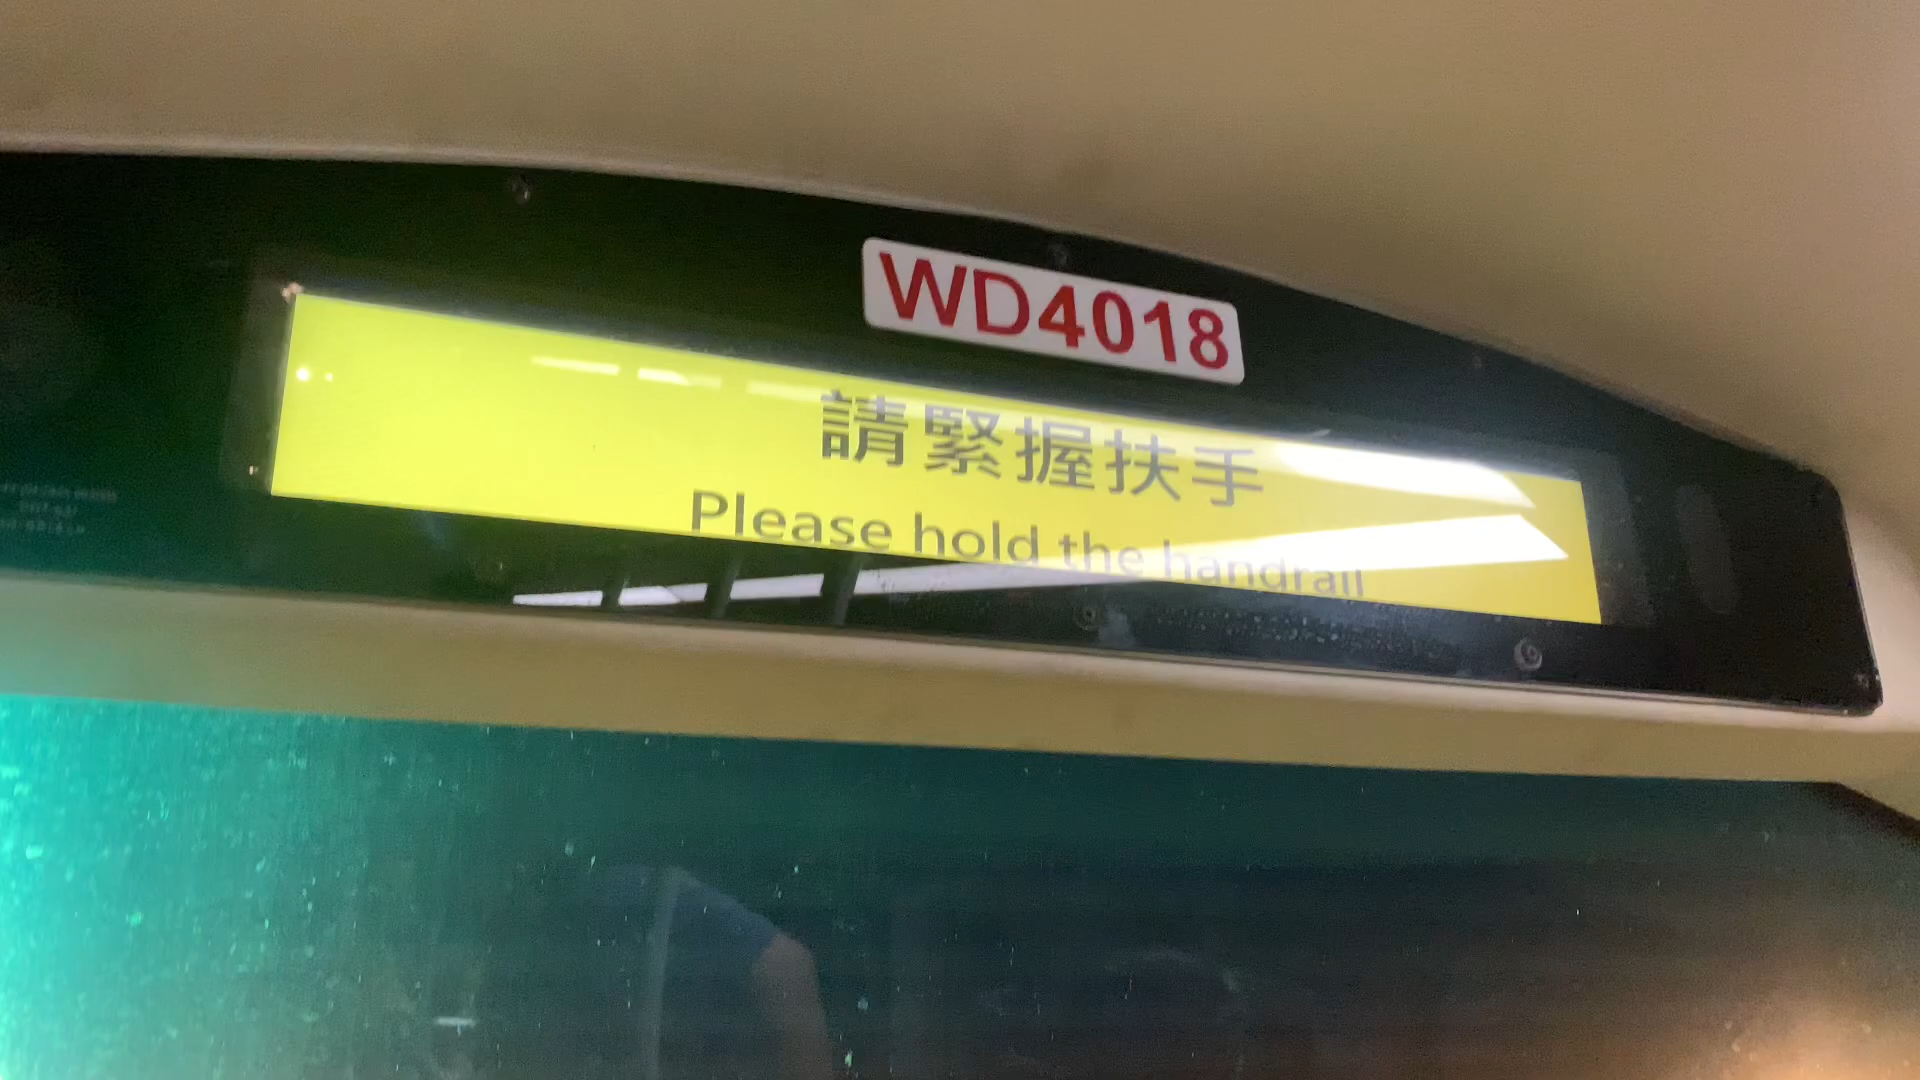 WD4018
請緊握扶手
Please hold the handrail